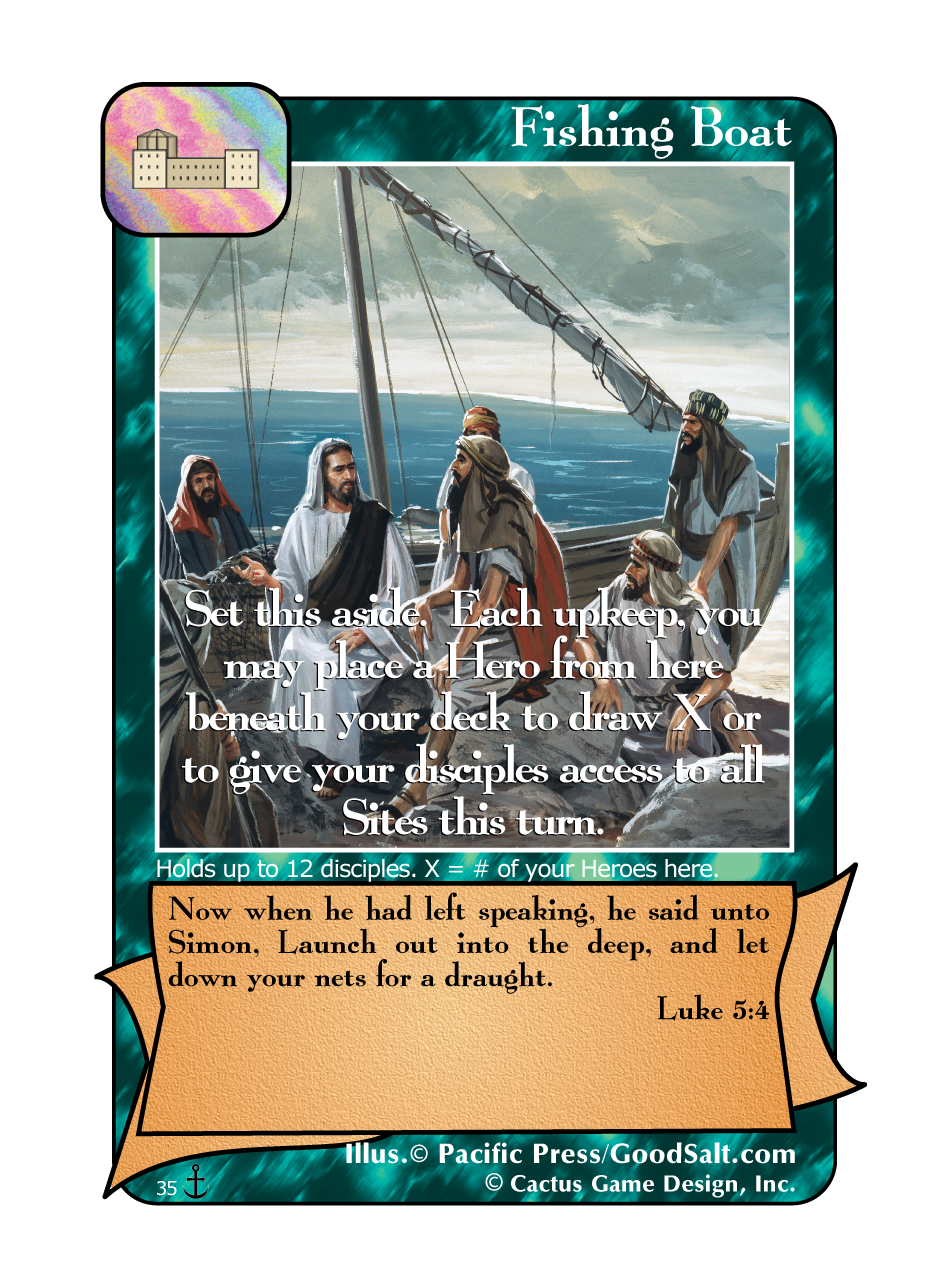 Fishing Boat
Set this aside. Each upkeep, you
may place a Hero from here
beneath your deck to draw X or
to give your disciples access to all
Sites this turn.
Holds up to 12 disciples. X = # of your Heroes here.
Now when he had left speaking, he said unto
Simon, Launch out into the deep, and let
down your nets for a draught.
Luke 5:4
Illus.© Pacific Press/GoodSalt.com
35
© Cactus Game Design, Inc.